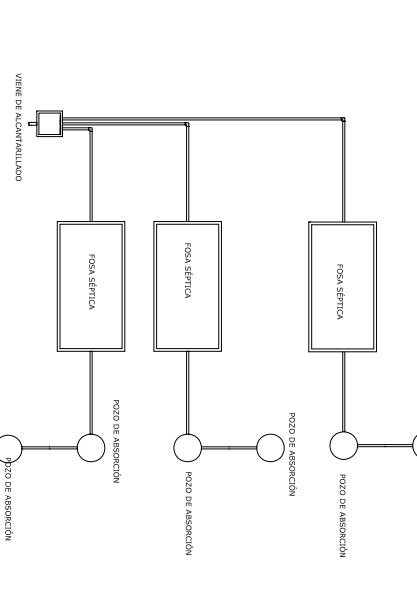 VIENE DE ALCANTARILLADO
FOSA SÉPTICA
FOSA SÉPTICA
FOSA SÉPTICA
POZO DE ABSORCIÓN
POZO DE ABSORCIÓN
POZO DE ABSORCIÓN
POZO DE ABSORCIÓN
POZO DE ABSORCIÓN